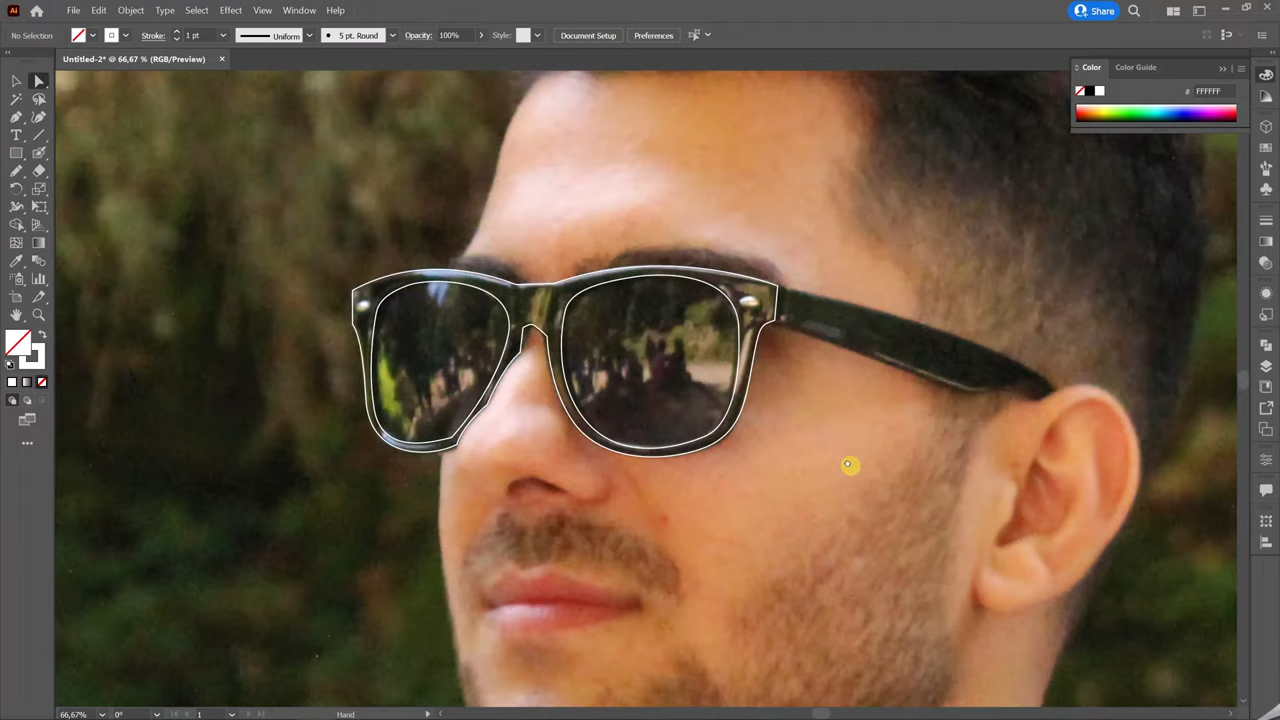 Ai File Edit Object Type Select Effect View Window Help Share
No Selection Stroke: 1 pt Uniform 5 pt. Round Opacity: 100% Style: Document Setup Preferences
Untitled-2* @ 66,67 % (RGB/Preview)
Color Color Guide
# FFFFFF
T
66,67% 0° 1 Hand